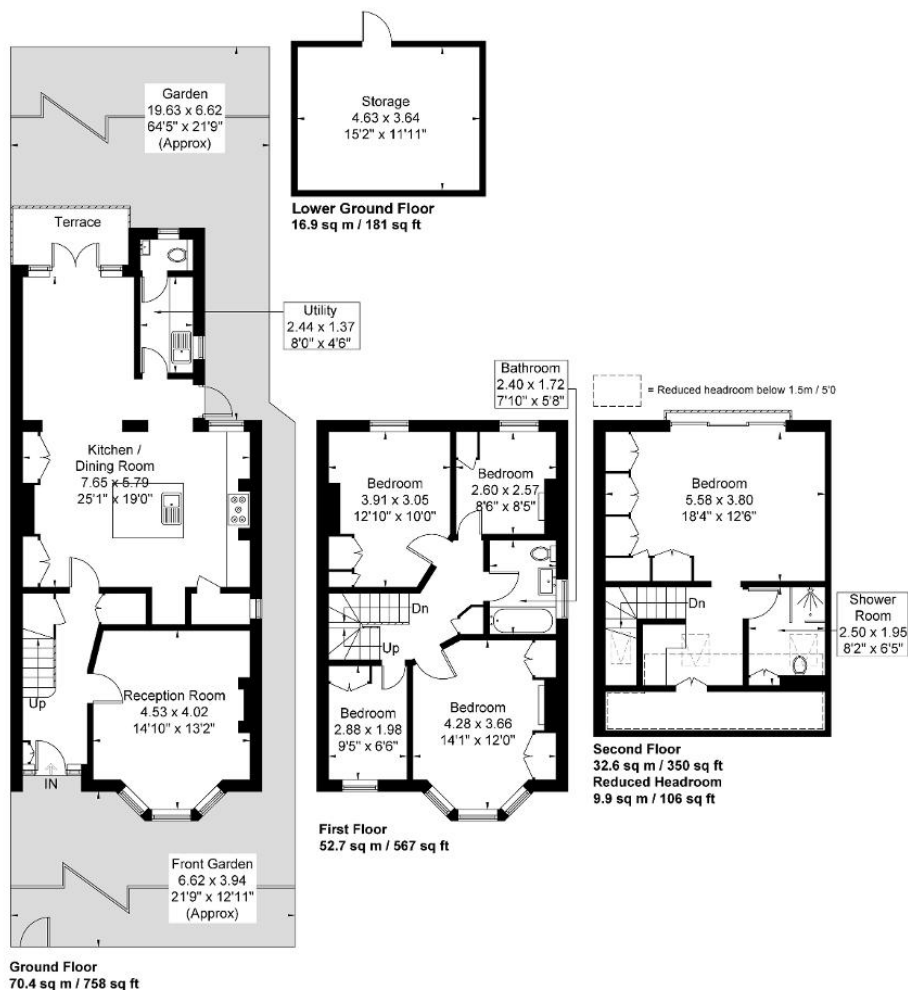 Garden
19.63 x 6.62
64'5" x 21'9"
(Approx)
Storage
4.63 x 3.64
15'2" x 11'11"
Lower Ground Floor
16.9 sq m / 181 sq ft
Terrace
Utility
2.44 x 1.37
8'0" x 4'6"
Kitchen /
Dining Room
7.65 x 5.79
25'1" x 19'0"
Up
Reception Room
4.53 x 4.02
14'10" x 13'2"
IN
Front Garden
6.62 x 3.94
21'9" x 12'11"
(Approx)
Ground Floor
70.4 sq m / 758 sq ft
Bathroom
2.40 x 1.72
7'10" x 5'8"
Bedroom
3.91 x 3.05
12'10" x 10'0"
Bedroom
2.60 x 2.57
8'6" x 8'5"
Dn
Up
Bedroom
2.88 x 1.98
9'5" x 6'6"
Bedroom
4.28 x 3.66
14'1" x 12'0"
First Floor
52.7 sq m / 567 sq ft
= Reduced headroom below 1.5m / 5'0
Bedroom
5.58 x 3.80
18'4" x 12'6"
Dn
Shower
Room
2.50 x 1.95
8'2" x 6'5"
Second Floor
32.6 sq m / 350 sq ft
Reduced Headroom
9.9 sq m / 106 sq ft